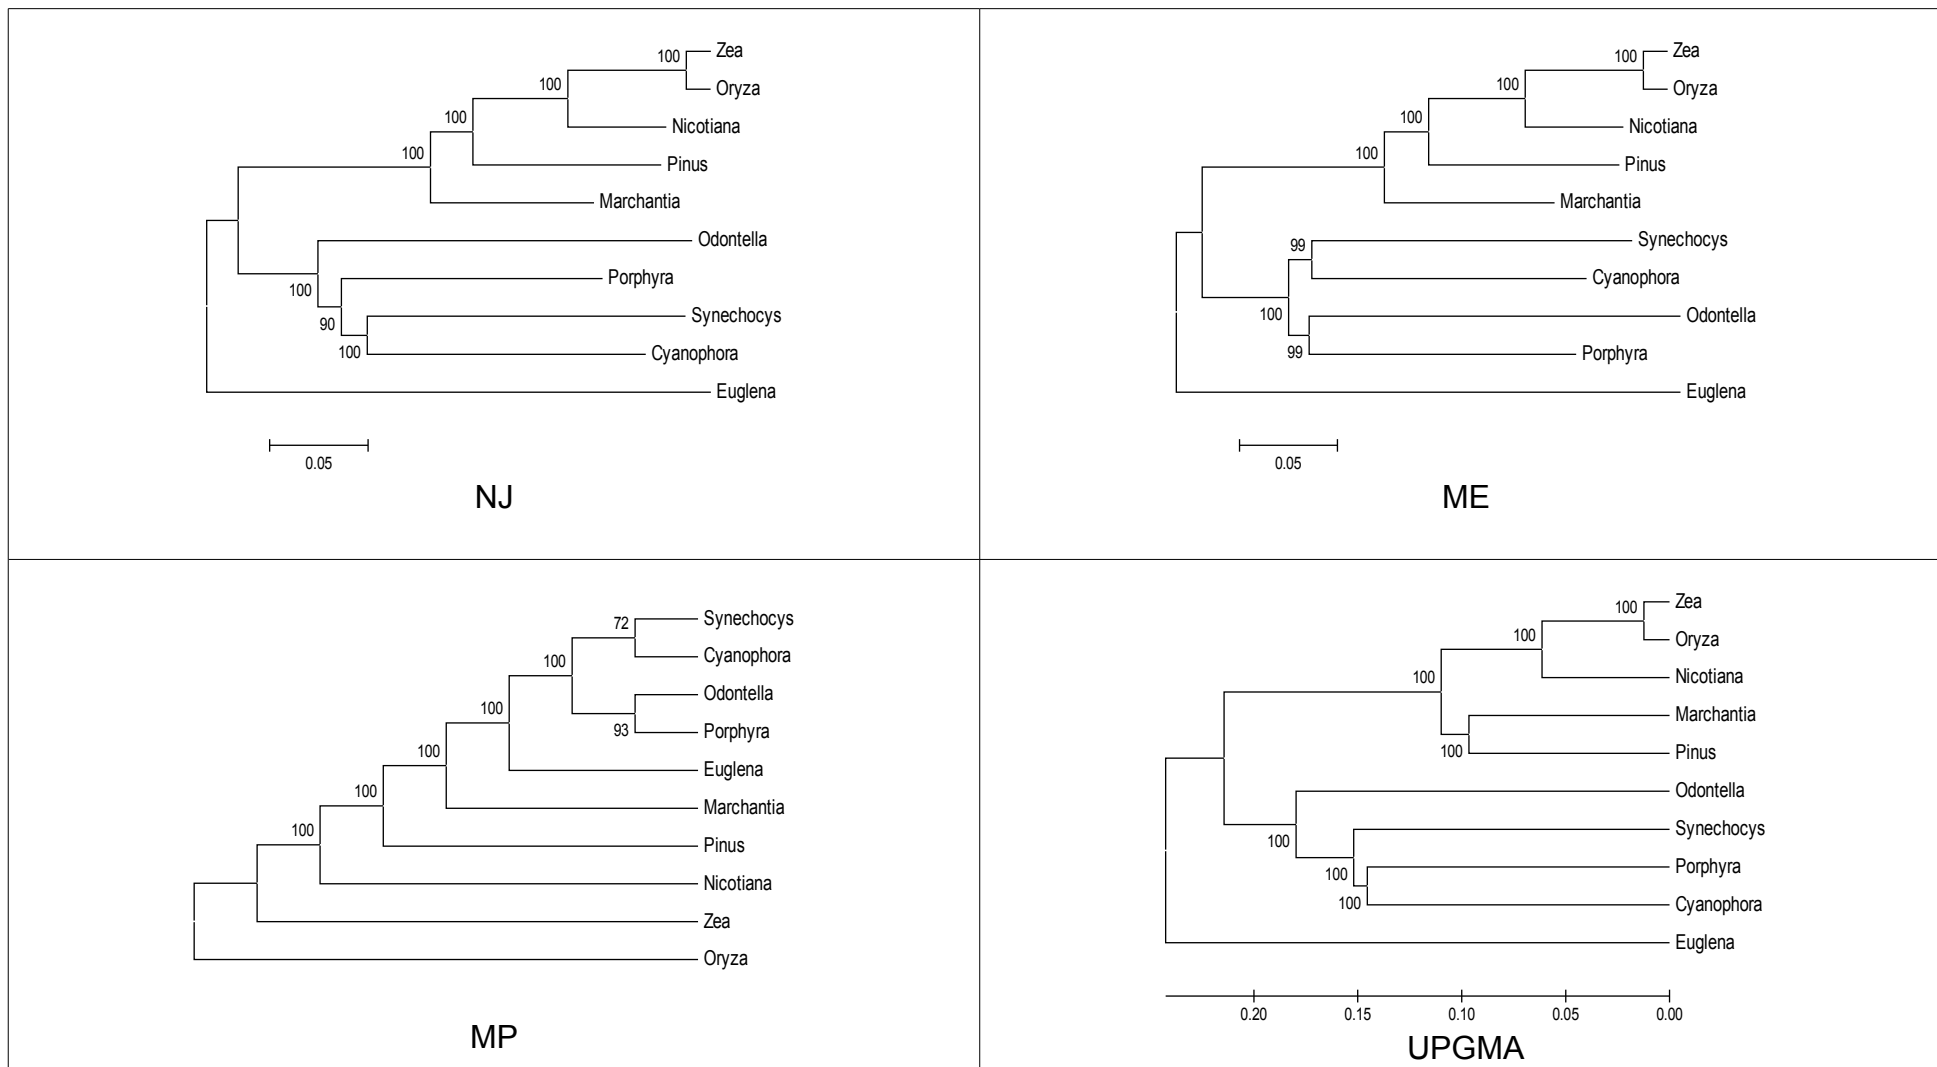 100
Zea
100
Oryza
100
Nicotiana
100
Pinus
100
Marchantia
Odontella
100
Porphyra
90
Synechocys
100
Cyanophora
Euglena
0.05
NJ
100
Zea
100
Oryza
100
Nicotiana
100
Pinus
Marchantia
99
Synechocys
Cyanophora
100
Odontella
99
Porphyra
Euglena
0.05
ME
72
Synechocys
100
Cyanophora
100
Odontella
93
Porphyra
100
Euglena
100
Marchantia
100
Pinus
Nicotiana
Zea
Oryza
MP
100
Zea
100
Oryza
100
Nicotiana
Marchantia
100
Pinus
Odontella
100
Synechocys
100
Porphyra
100
Cyanophora
Euglena
0.20 0.15 0.10 0.05 0.00
UPGMA